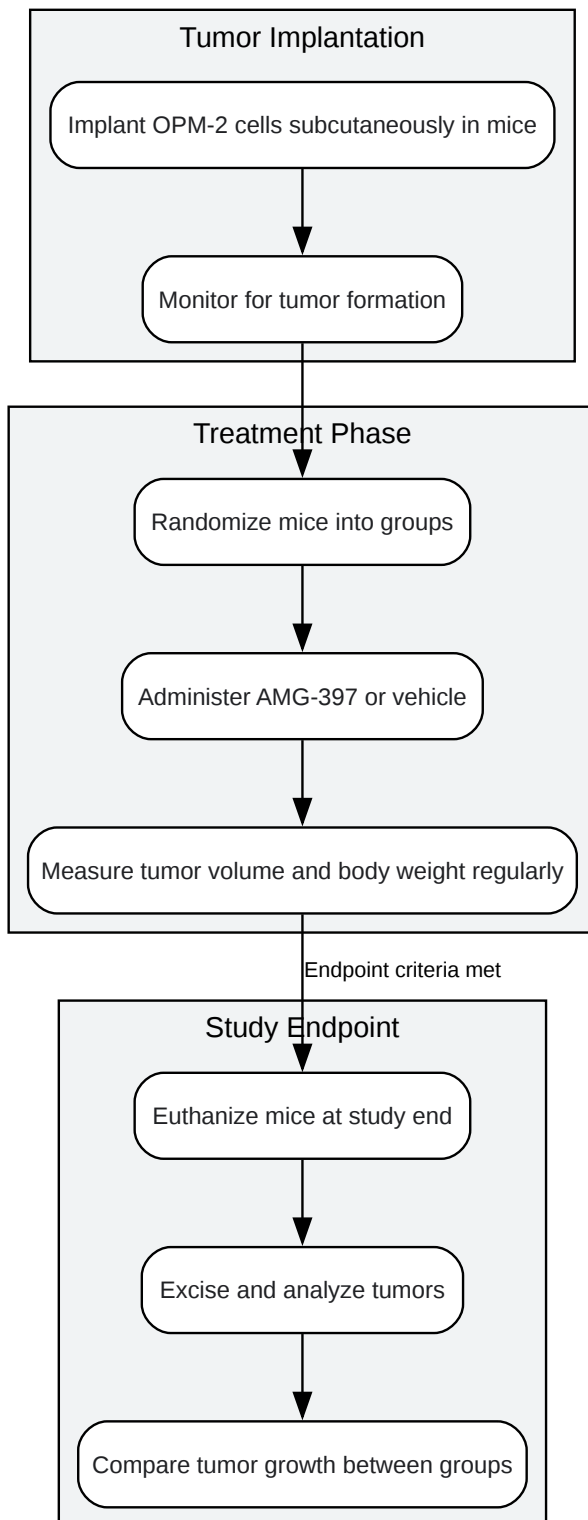 Tumor Implantation
Implant OPM-2 cells subcutaneously in mice
Monitor for tumor formation
Treatment Phase
Randomize mice into groups
Administer AMG-397 or vehicle
Measure tumor volume and body weight regularly
Endpoint criteria met
Study Endpoint
Euthanize mice at study end
Excise and analyze tumors
Compare tumor growth between groups